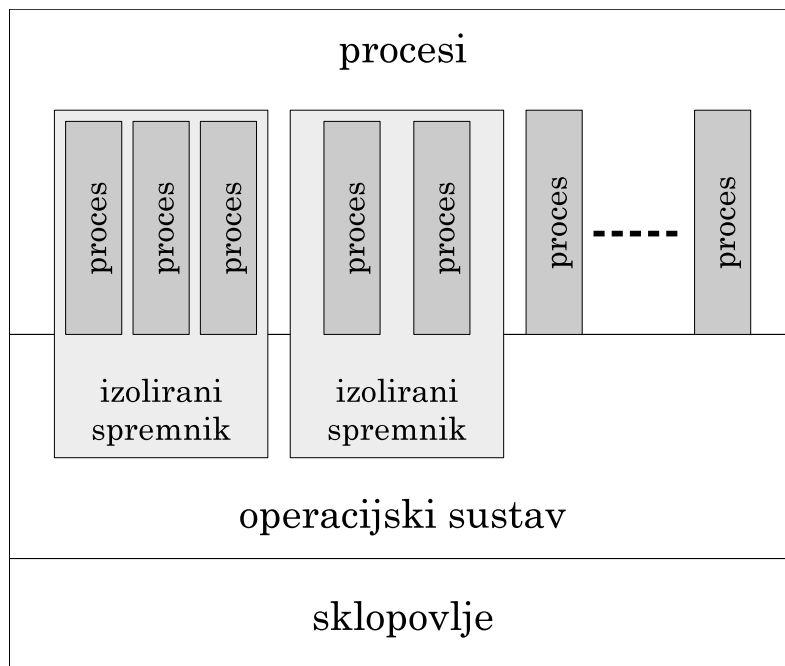 procesi
proces
proces
proces
proces
proces
proces
proces
izolirani
spremnik
izolirani
spremnik
operacijski sustav
sklopovlje